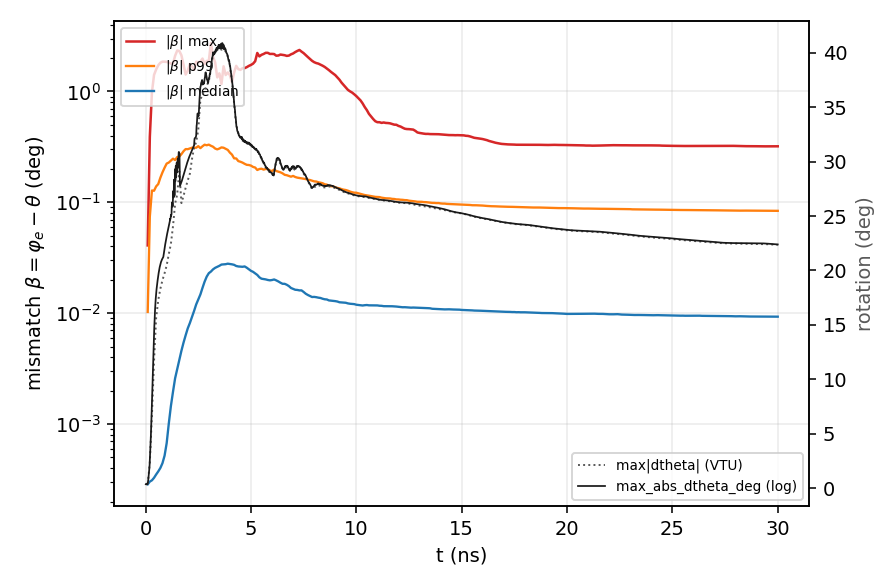 |β| max
|β| p99
|β| median
10⁰
10⁻¹
10⁻²
10⁻³
mismatch β = φₑ − θ (deg)
40
35
30
25
20
15
10
5
0
rotation (deg)
max|dtheta| (VTU)
max_abs_dtheta_deg (log)
0 5 10 15 20 25 30
t (ns)